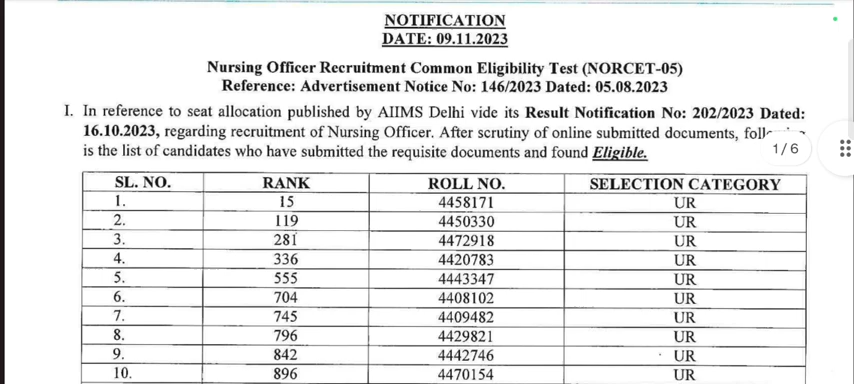 NOTIFICATION
DATE: 09.11.2023
Nursing Officer Recruitment Common Eligibility Test (NORCET-05)
Reference: Advertisement Notice No: 146/2023 Dated: 05.08.2023
I. In reference to seat allocation published by AIIMS Delhi vide its Result Notification No: 202/2023 Dated:
16.10.2023, regarding recruitment of Nursing Officer. After scrutiny of online submitted documents,
is the list of candidates who have submitted the requisite documents and found Eligible.
1/6
SL. NO. RANK ROLL NO. SELECTION CATEGORY
1. 15 4458171 UR
2. 119 4450330 UR
3. 281 4472918 UR
4. 336 4420783 UR
5. 555 4443347 UR
6. 704 4408102 UR
7. 745 4409482 UR
8. 796 4429821 UR
9. 842 4442746 UR
10. 896 4470154 UR